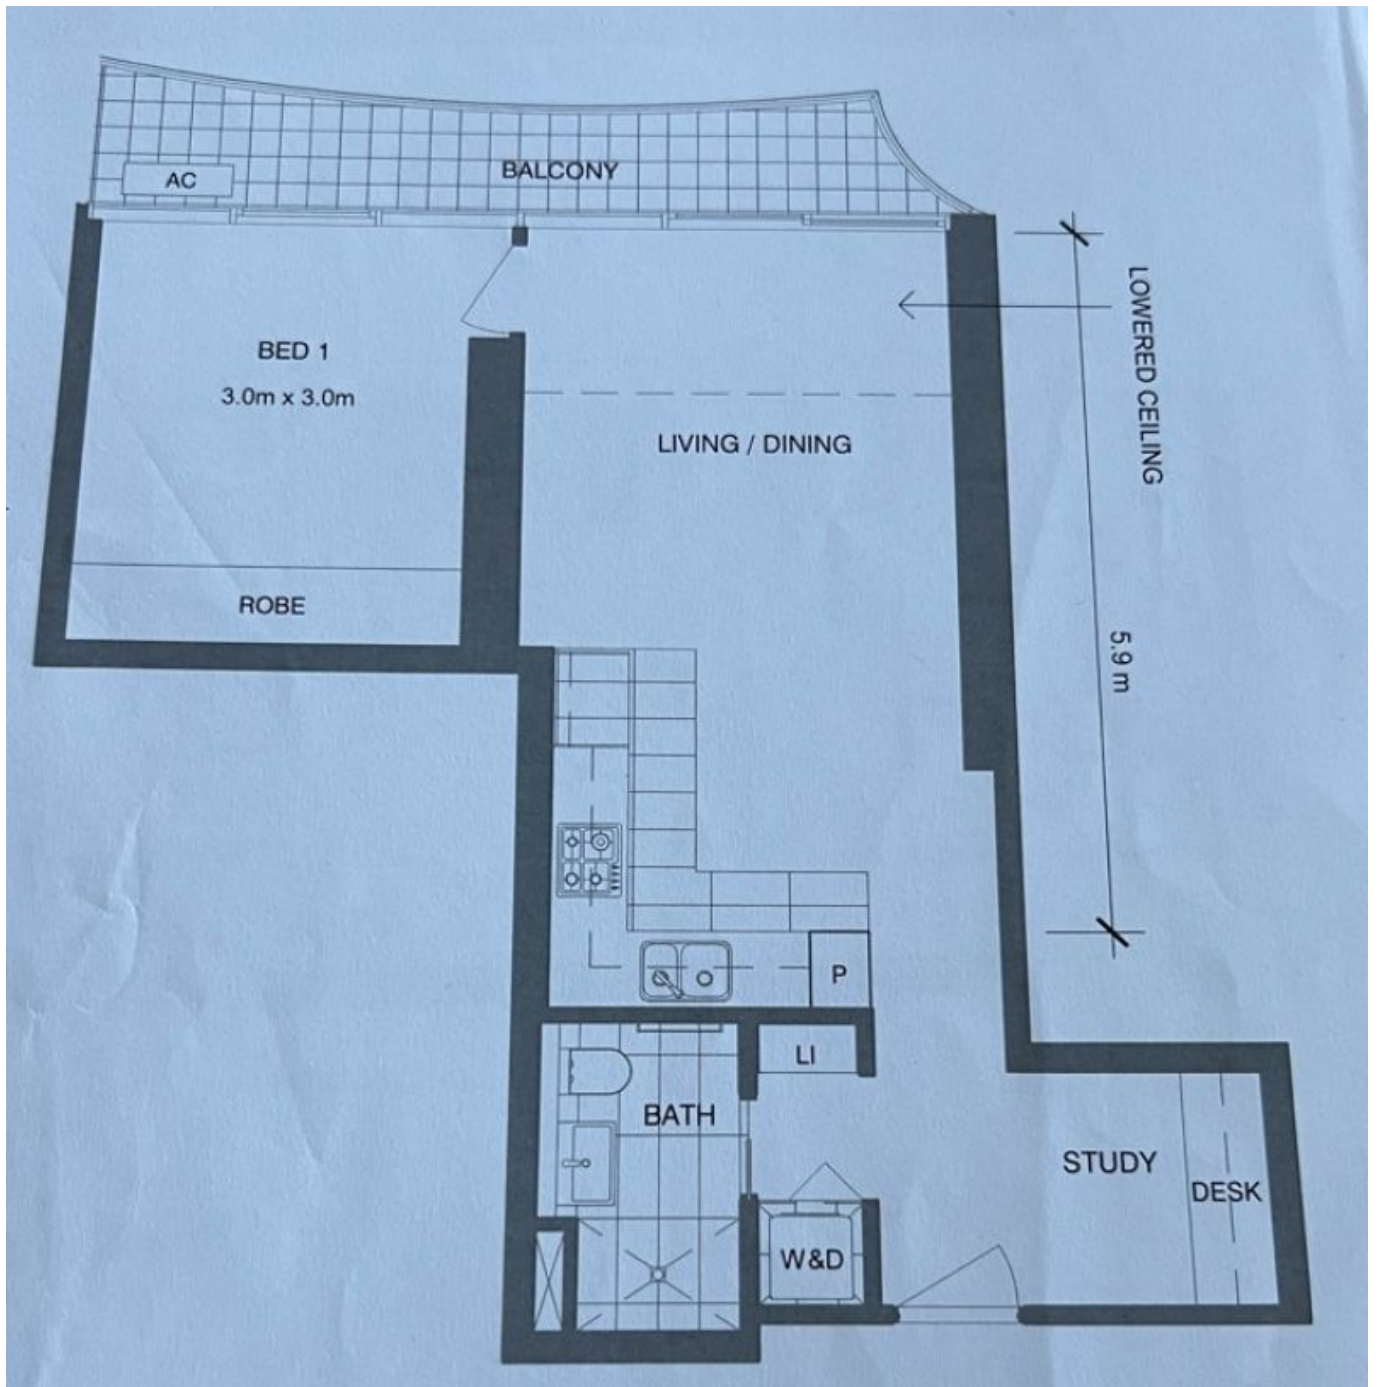 BALCONY
AC
BED 1
3.0m x 3.0m
LOWERED CEILING
LIVING / DINING
ROBE
5.9 m
P
LI
BATH
STUDY
DESK
W&D